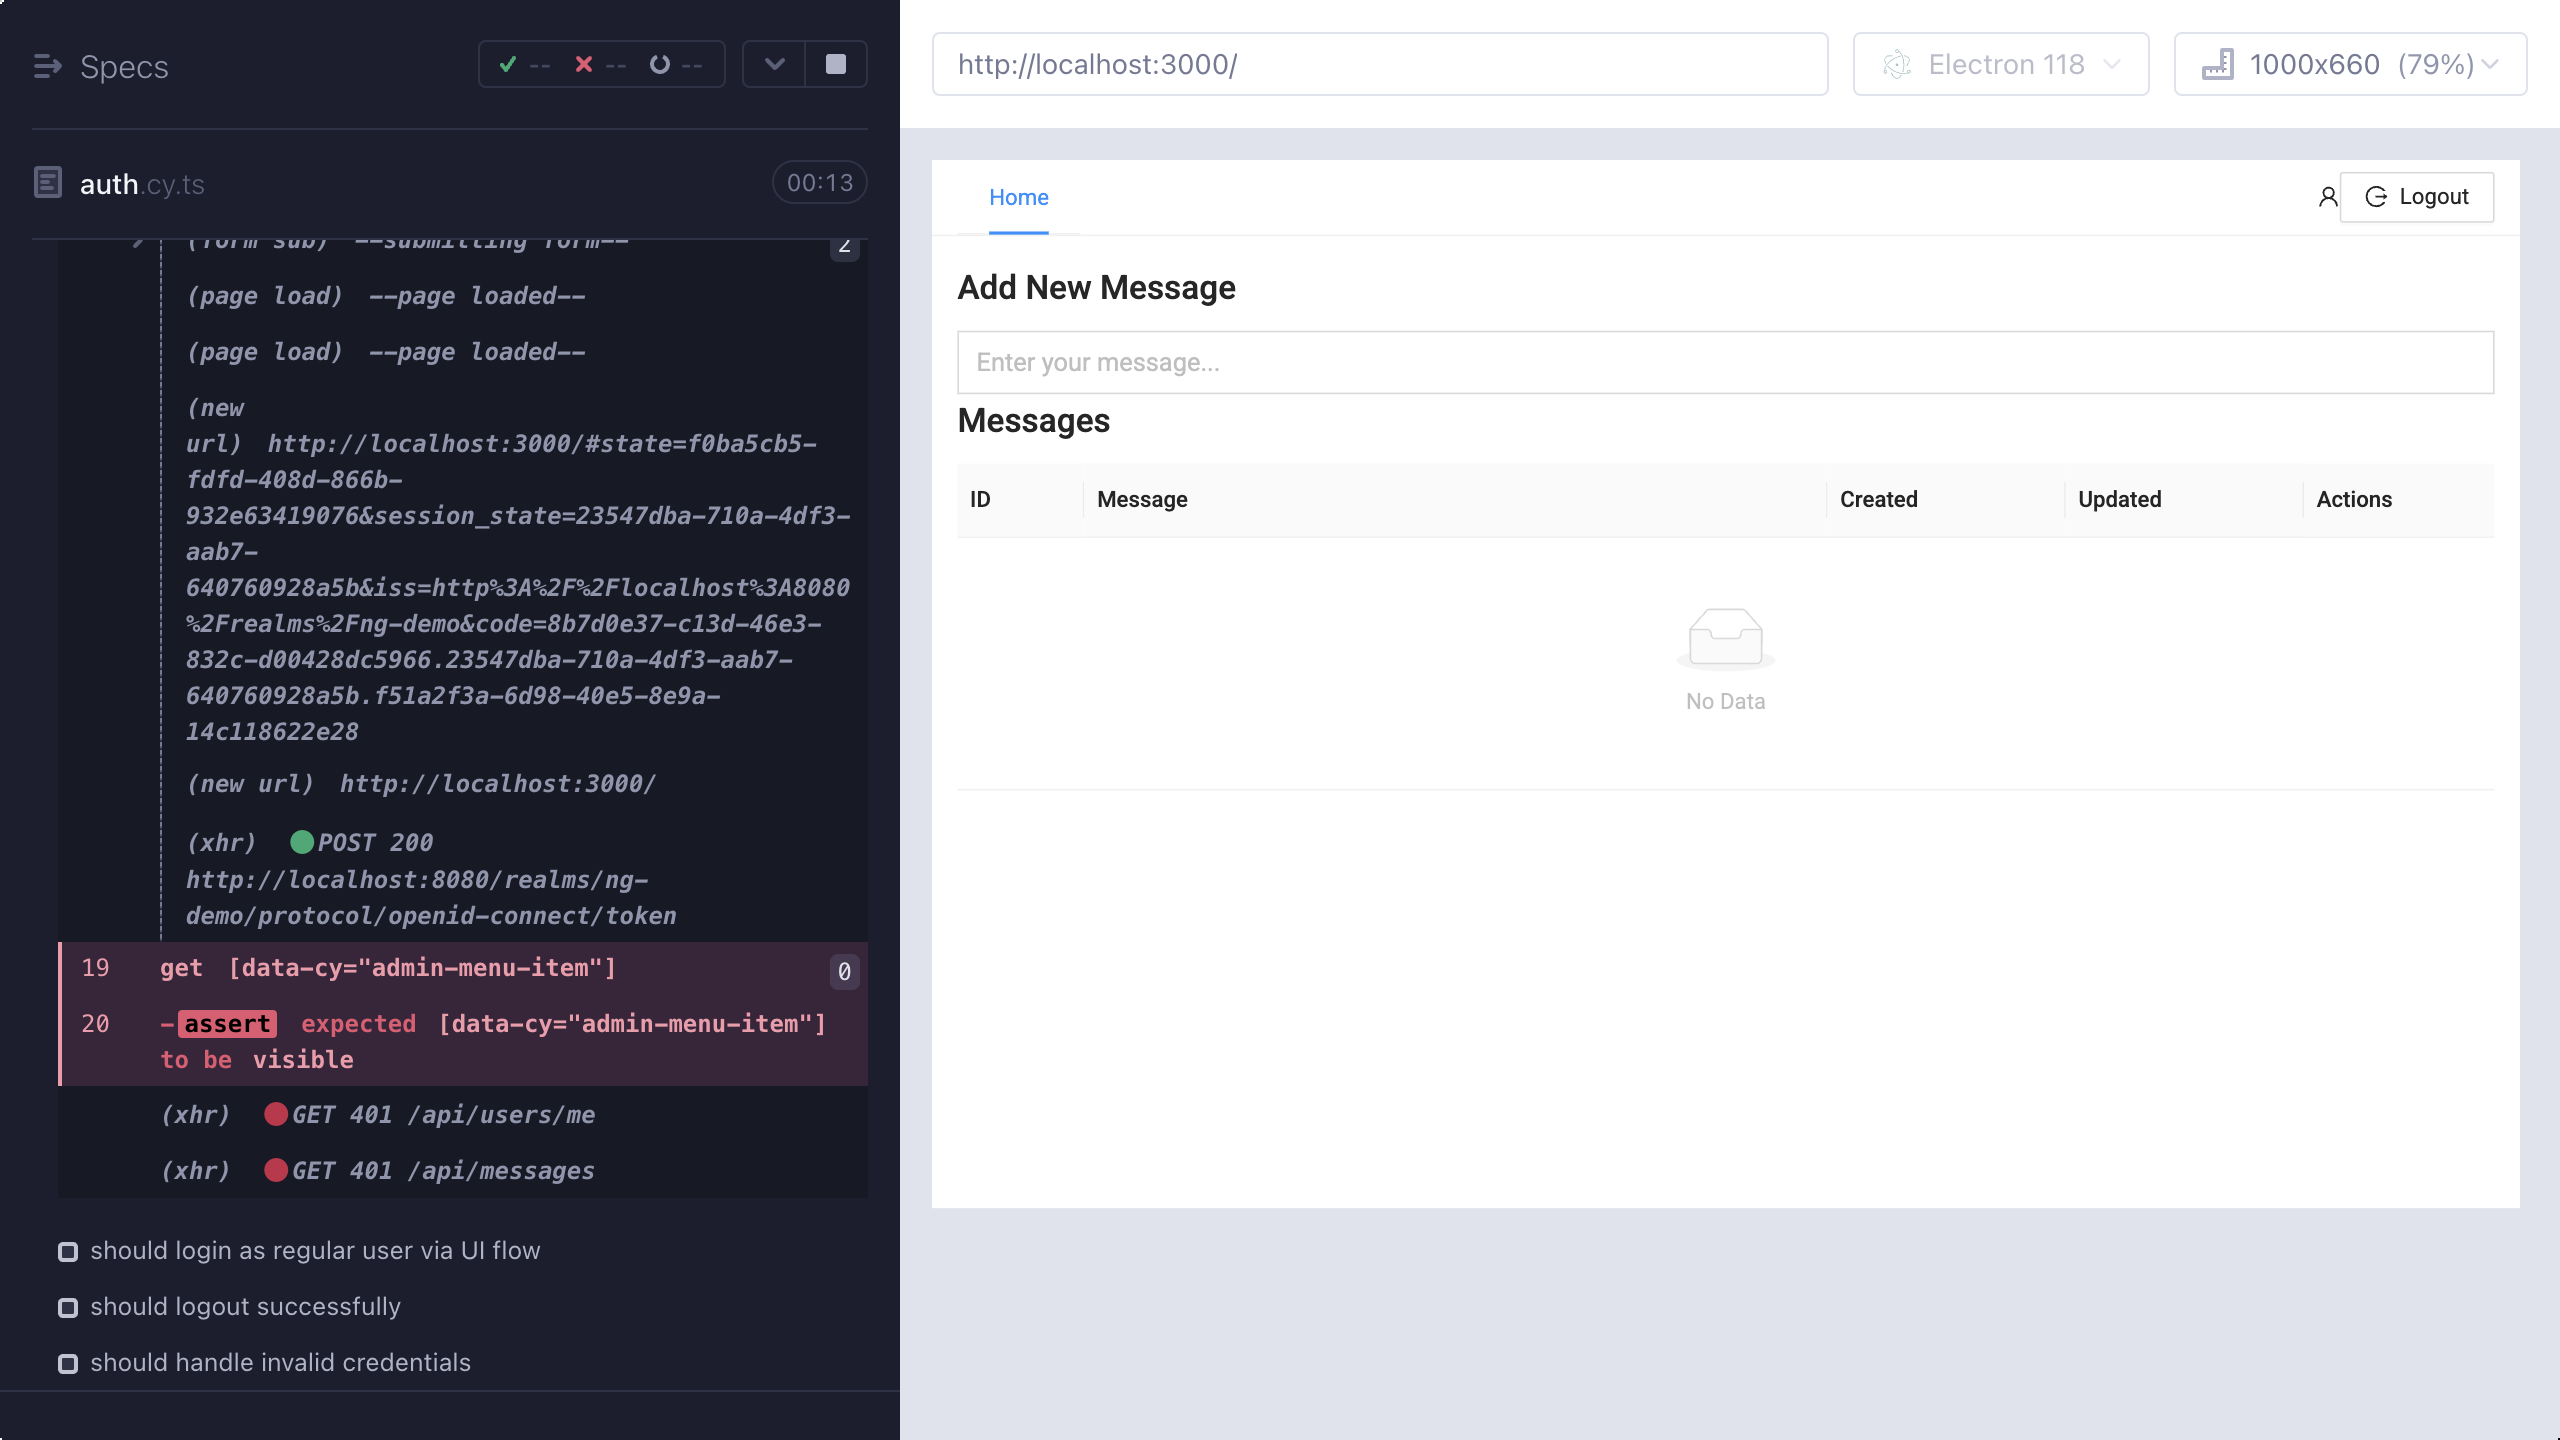 Specs
-- -- --
auth.cy.ts
00:13
(form sub) --submitting form--
2
(page load) --page loaded--
(page load) --page loaded--
(new
url) http://localhost:3000/#state=f0ba5cb5-
fdfd-408d-866b-
932e63419076&session_state=23547dba-710a-4df3-
aab7-
640760928a5b&iss=http%3A%2F%2Flocalhost%3A8080
%2Frealms%2Fng-demo&code=8b7d0e37-c13d-46e3-
832c-d00428dc5966.23547dba-710a-4df3-aab7-
640760928a5b.f51a2f3a-6d98-40e5-8e9a-
14c118622e28
(new url) http://localhost:3000/
(xhr) POST 200
http://localhost:8080/realms/ng-
demo/protocol/openid-connect/token
19 get [data-cy="admin-menu-item"] 0
20 -assert expected [data-cy="admin-menu-item"]
to be visible
(xhr) GET 401 /api/users/me
(xhr) GET 401 /api/messages
should login as regular user via UI flow
should logout successfully
should handle invalid credentials
http://localhost:3000/
Electron 118
1000x660 (79%)
Home
Logout
Add New Message
Enter your message...
Messages
ID Message Created Updated Actions
No Data